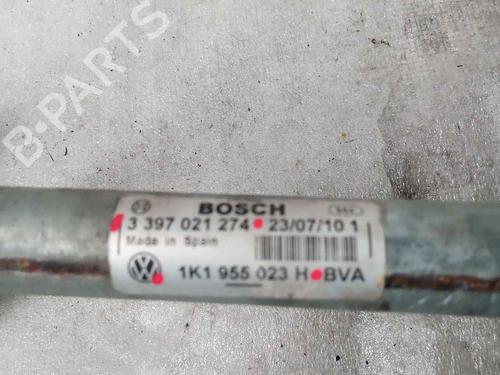 B-PARTS
BOSCH
3 397 021 274 23/07/10 1
Made in Spain
1K1 955 023 H BVA